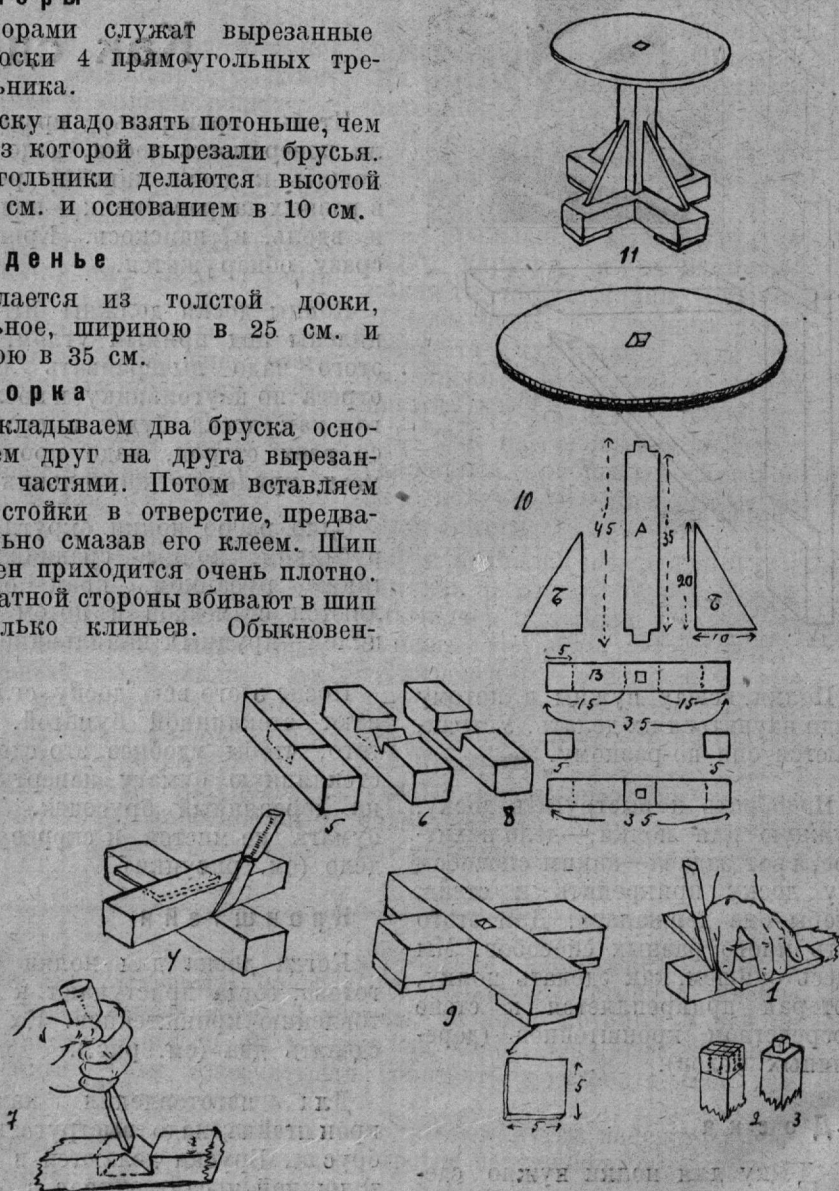 орами служат вырезанные
оски 4 прямоугольных тре-
ьника.
ску надо взять потоньше, чем
з которой вырезали брусья.
гольники делаются высотой
см. и основанием в 10 см.
денье
лается из толстой доски,
ьное, шириною в 25 см. и
ою в 35 см.
орка
кладываем два бруска осно-
ем друг на друга вырезан-
частями. Потом вставляем
стойки в отверстие, предва-
ьно смазав его клеем. Шип
ен приходится очень плотно.
атной стороны вбивают в шип
лько клиньев. Обыкновен-
11
10
45
А
35
20
Б
Б
10
5
В
15
15
35
5
5
35
5
6
8
4
9
1
5
5
7
2
3